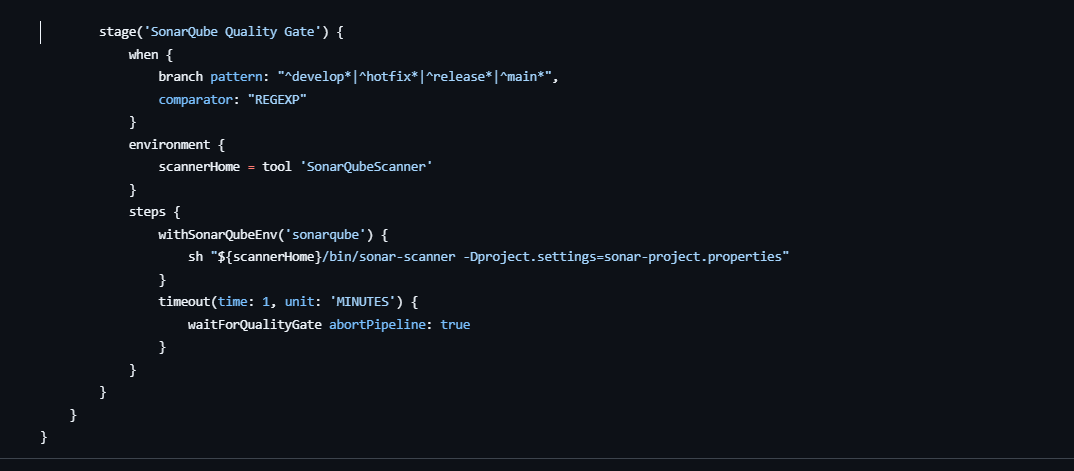 stage('SonarQube Quality Gate') {
when {
branch pattern: "^develop*|^hotfix*|^release*|^main*",
comparator: "REGEXP"
}
environment {
scannerHome = tool 'SonarQubeScanner'
}
steps {
withSonarQubeEnv('sonarqube') {
sh "${scannerHome}/bin/sonar-scanner -Dproject.settings=sonar-project.properties"
}
timeout(time: 1, unit: 'MINUTES') {
waitForQualityGate abortPipeline: true
}
}
}
}
}